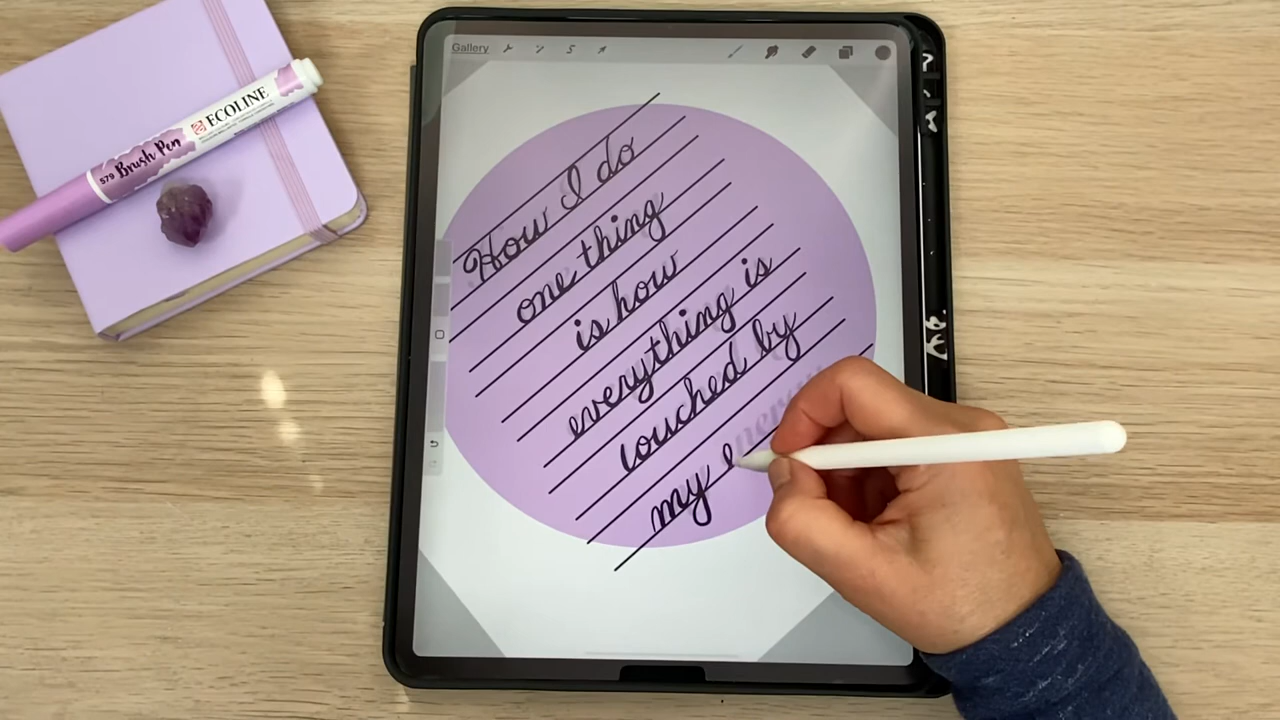 Gallery
How I do
one thing
is how
everything is
touched by
my e
579 Brush Pen ECOLINE